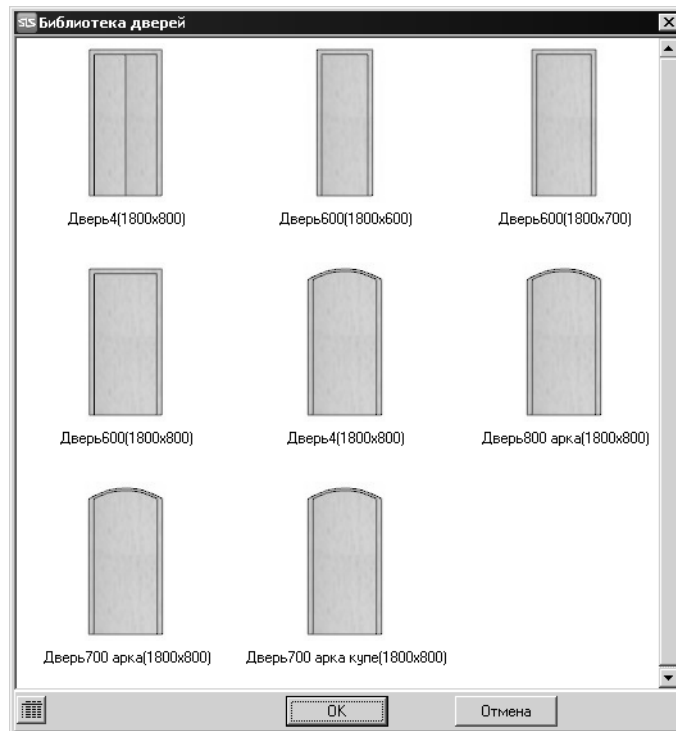 SLS Библиотека дверей
Дверь4(1800x800)
Дверь600(1800x600)
Дверь600(1800x700)
Дверь600(1800x800)
Дверь4(1800x800)
Дверь800 арка(1800x800)
Дверь700 арка(1800x800)
Дверь700 арка купе(1800x800)
OK
Отмена